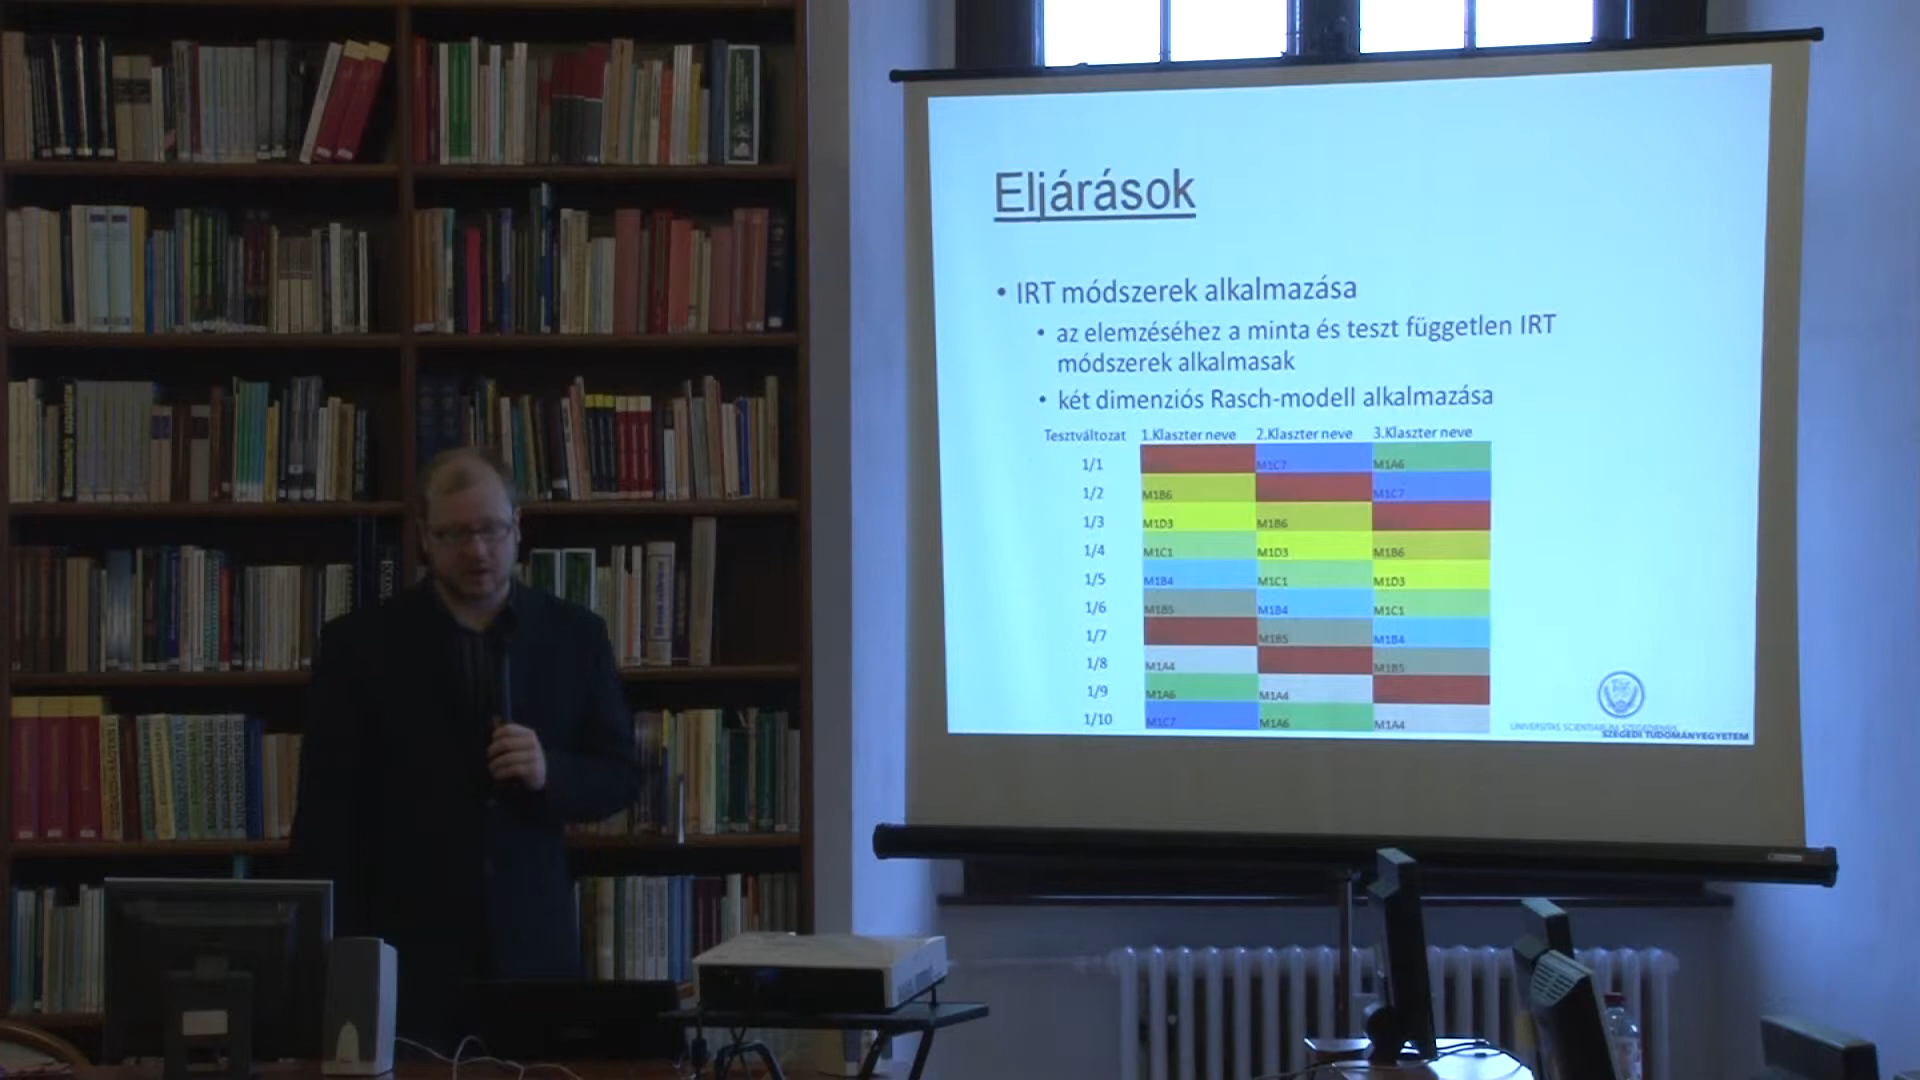 Eljárások
• IRT módszerek alkalmazása
• az elemzéséhez a minta és teszt független IRT
módszerek alkalmasak
• két dimenziós Rasch-modell alkalmazása
Tesztváltozat 1.Klaszter neve 2.Klaszter neve 3.Klaszter neve
1/1 M1C7 M1A6
1/2 M1B6 M1C7
1/3 M1D3 M1B6
1/4 M1C1 M1D3 M1B6
1/5 M1B4 M1C1 M1D3
1/6 M1B5 M1B4 M1C1
1/7 M1B5 M1B4
1/8 M1A4 M1B5
1/9 M1A6 M1A4
1/10 M1C7 M1A6 M1A4
UNIVERSITAS SCIENTIARUM SZEGEDIENSIS
SZEGEDI TUDOMÁNYEGYETEM